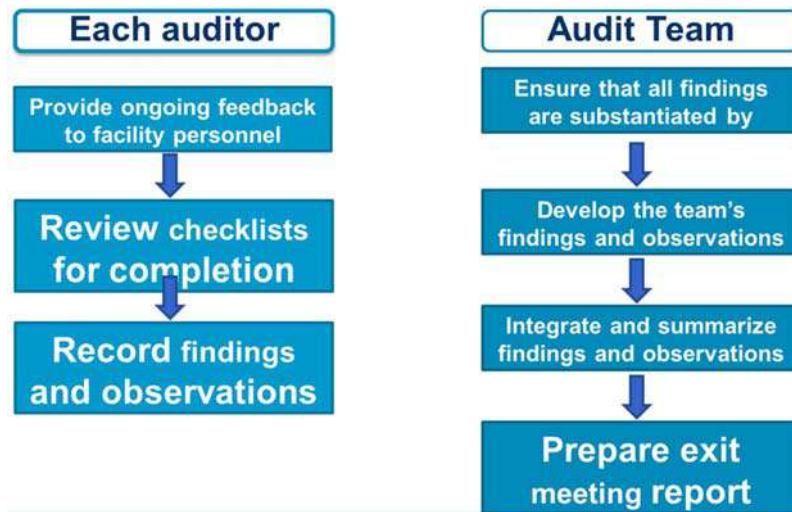 Each auditor
Provide ongoing feedback
to facility personnel
Review checklists
for completion
Record findings
and observations
Audit Team
Ensure that all findings
are substantiated by
Develop the team's
findings and observations
Integrate and summarize
findings and observations
Prepare exit
meeting report